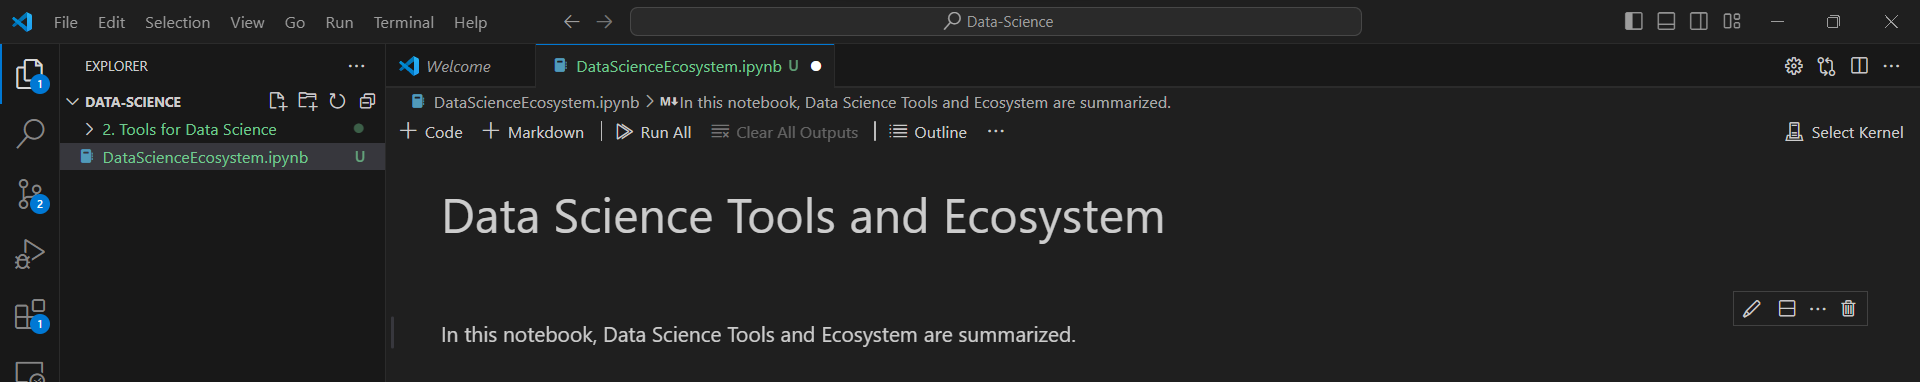 File Edit Selection View Go Run Terminal Help
Data-Science
EXPLORER
Welcome
DataScienceEcosystem.ipynb U
DATA-SCIENCE
DataScienceEcosystem.ipynb > M↓In this notebook, Data Science Tools and Ecosystem are summarized.
2. Tools for Data Science
+ Code + Markdown Run All Clear All Outputs Outline ...
Select Kernel
DataScienceEcosystem.ipynb U
1
2
1
Data Science Tools and Ecosystem
In this notebook, Data Science Tools and Ecosystem are summarized.